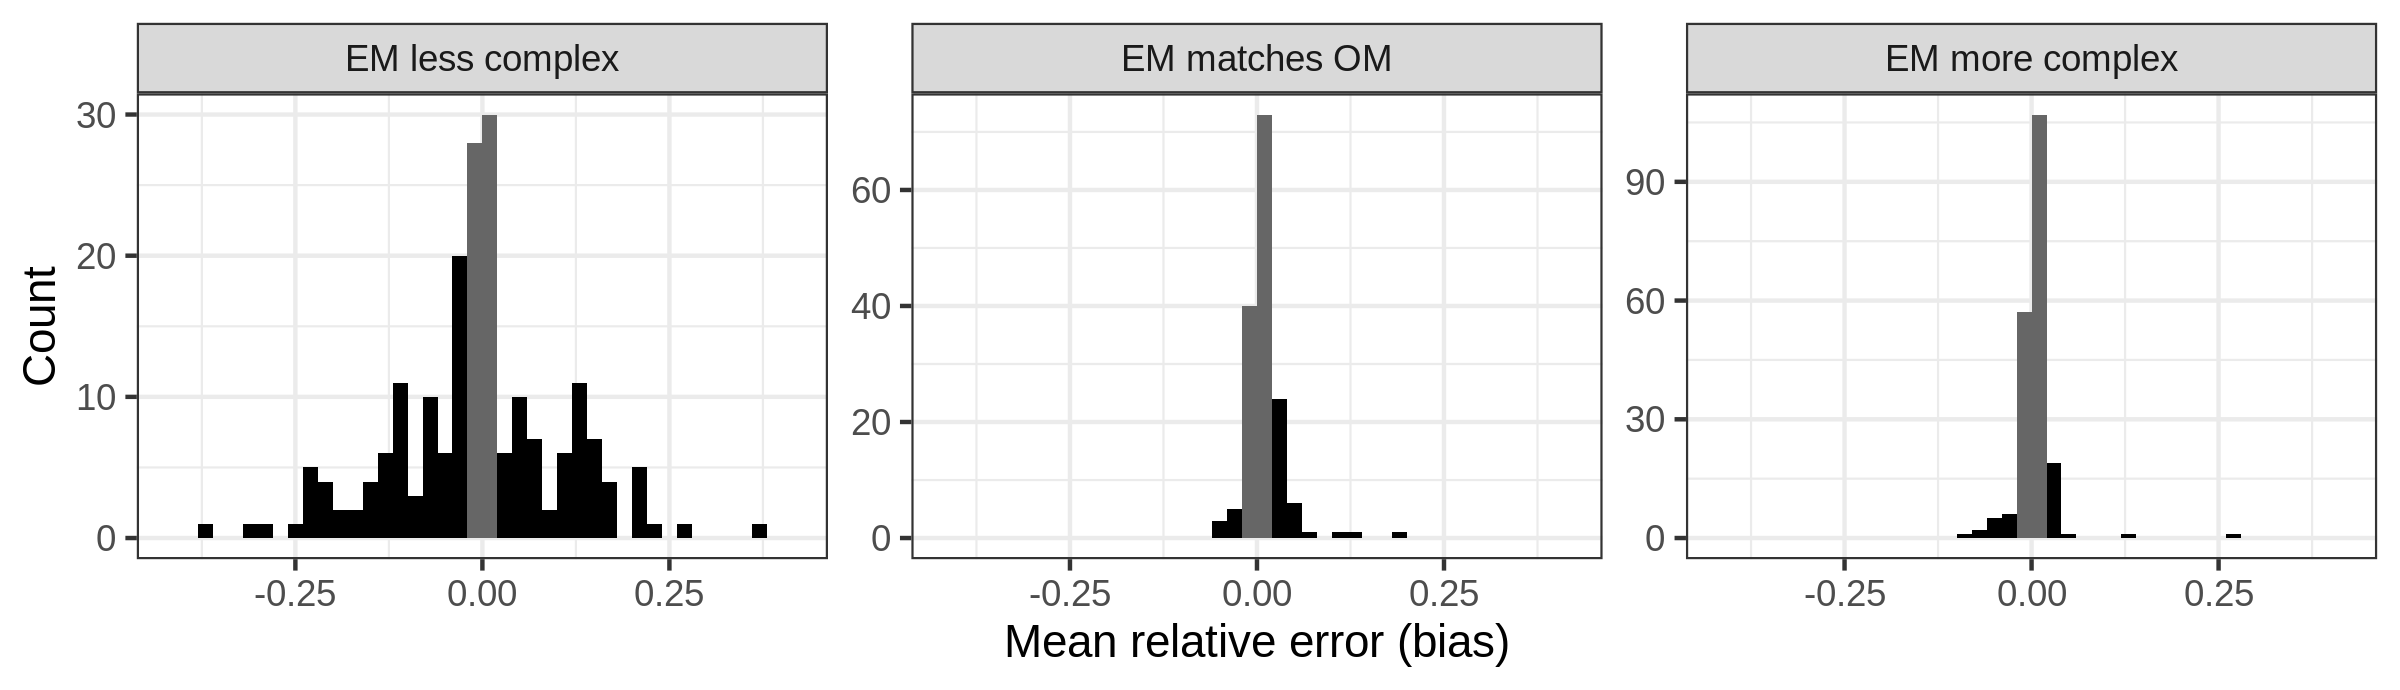 EM less complex
EM matches OM
EM more complex
Count
30
20
10
0
60
40
20
0
90
60
30
0
-0.25 0.00 0.25
-0.25 0.00 0.25
-0.25 0.00 0.25
Mean relative error (bias)